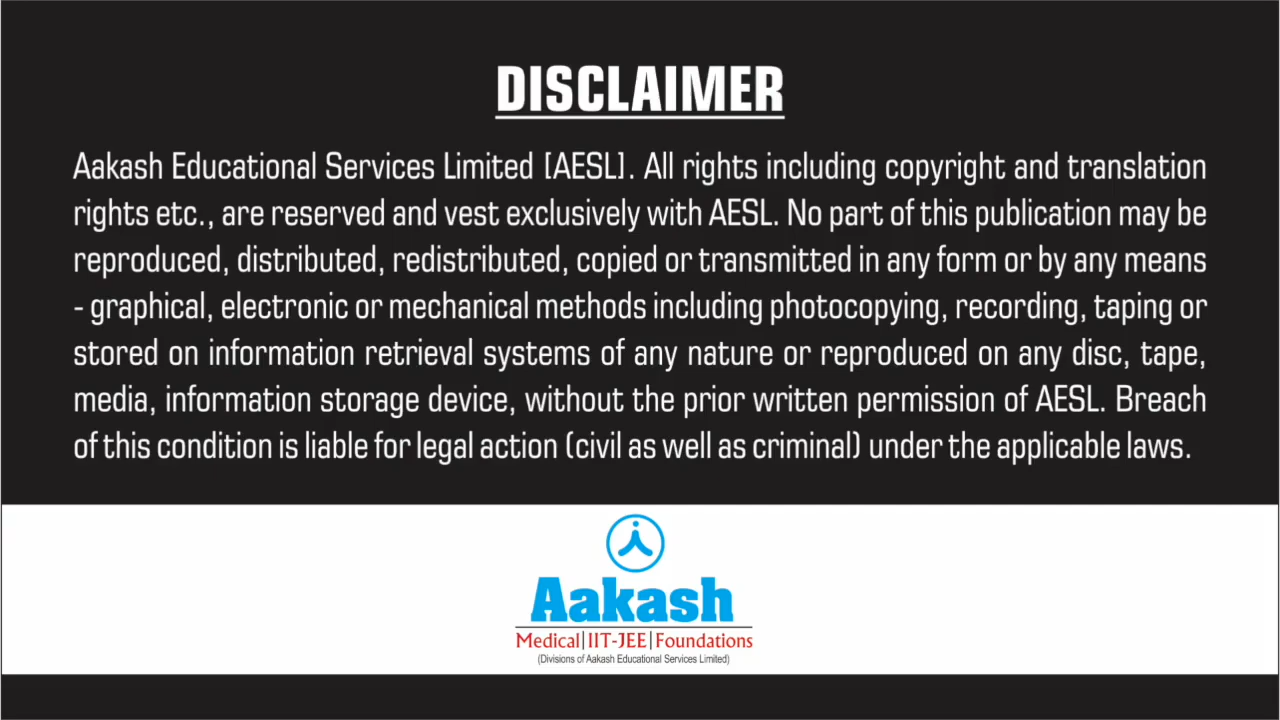 DISCLAIMER
Aakash Educational Services Limited [AESL]. All rights including copyright and translation
rights etc., are reserved and vest exclusively with AESL. No part of this publication may be
reproduced, distributed, redistributed, copied or transmitted in any form or by any means
- graphical, electronic or mechanical methods including photocopying, recording, taping or
stored on information retrieval systems of any nature or reproduced on any disc, tape,
media, information storage device, without the prior written permission of AESL. Breach
of this condition is liable for legal action (civil as well as criminal) under the applicable laws.
Aakash
Medical|IIT-JEE|Foundations
(Divisions of Aakash Educational Services Limited)